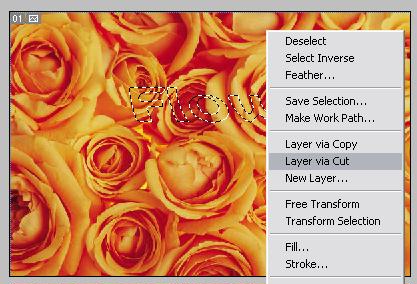 01
Flow
Deselect
Select Inverse
Feather...
Save Selection...
Make Work Path...
Layer via Copy
Layer via Cut
New Layer...
Free Transform
Transform Selection
Fill...
Stroke...